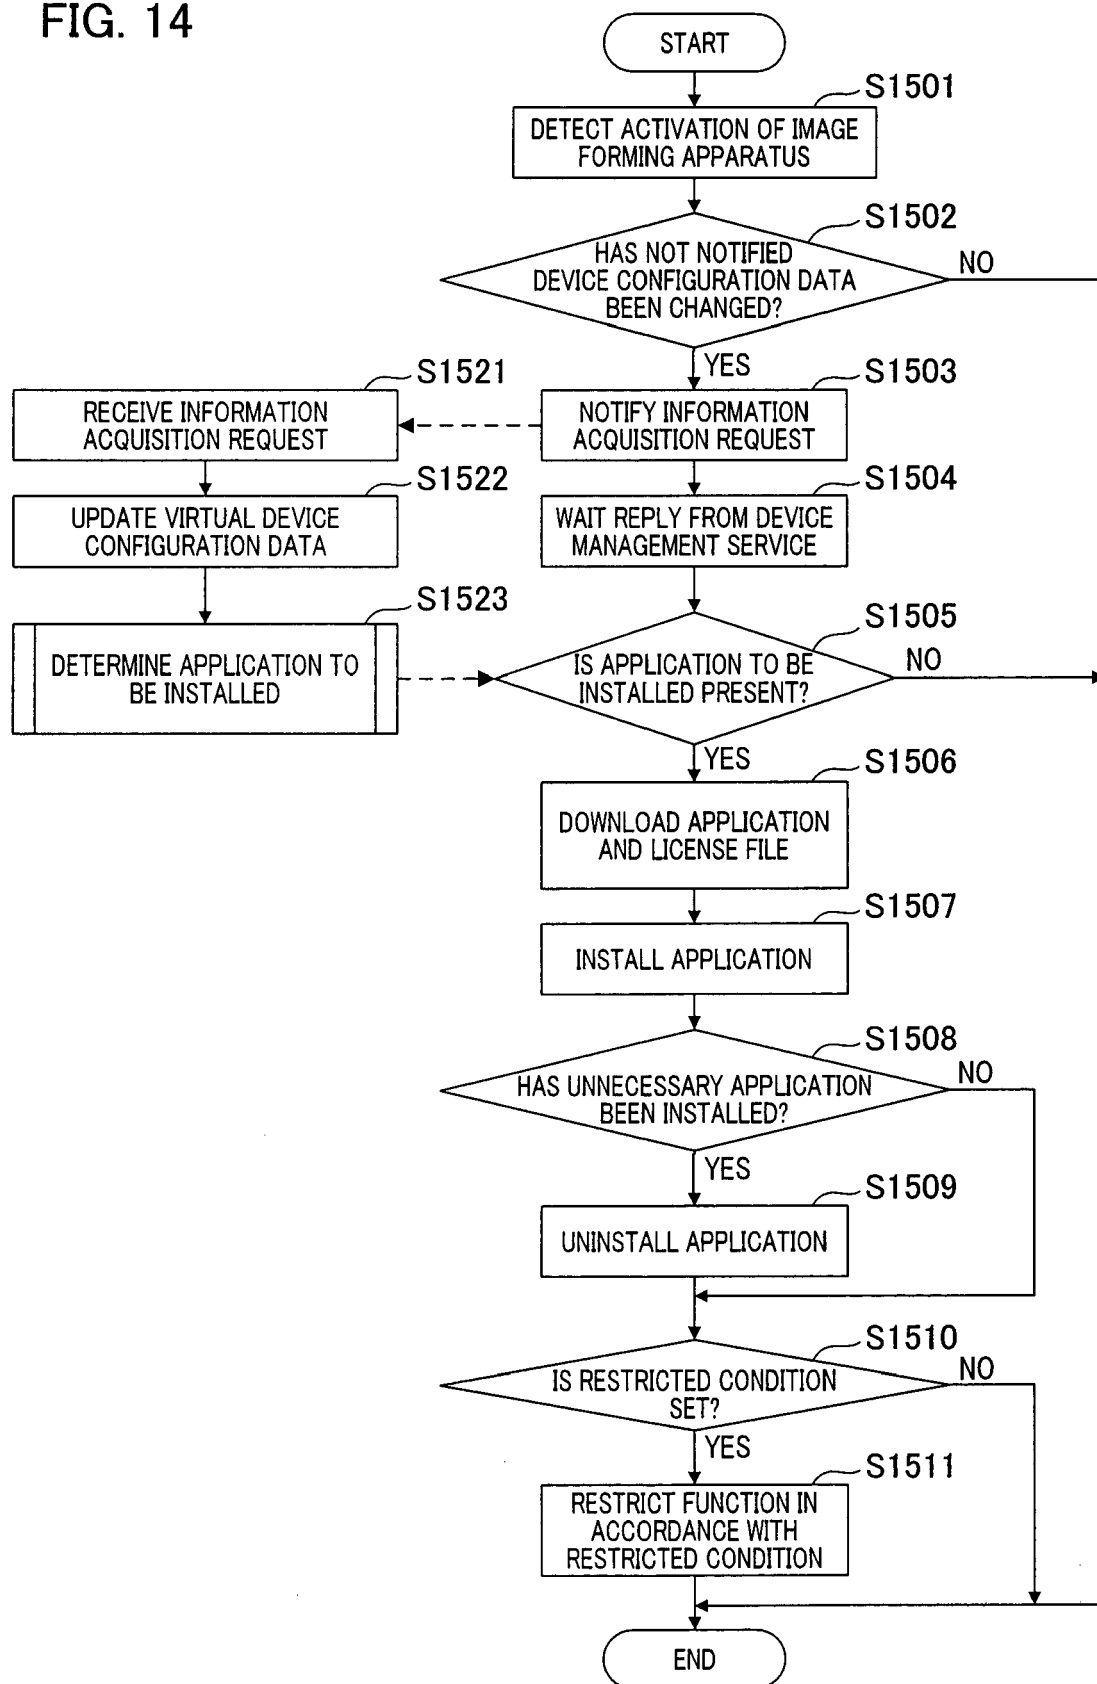 FIG. 14
START
S1501
DETECT ACTIVATION OF IMAGE
FORMING APPARATUS
S1502
HAS NOT NOTIFIED
DEVICE CONFIGURATION DATA
BEEN CHANGED?
NO
YES
S1521
RECEIVE INFORMATION
ACQUISITION REQUEST
S1503
NOTIFY INFORMATION
ACQUISITION REQUEST
S1522
UPDATE VIRTUAL DEVICE
CONFIGURATION DATA
S1504
WAIT REPLY FROM DEVICE
MANAGEMENT SERVICE
S1523
DETERMINE APPLICATION TO
BE INSTALLED
S1505
IS APPLICATION TO BE
INSTALLED PRESENT?
NO
YES
S1506
DOWNLOAD APPLICATION
AND LICENSE FILE
S1507
INSTALL APPLICATION
S1508
HAS UNNECESSARY APPLICATION
BEEN INSTALLED?
NO
YES
S1509
UNINSTALL APPLICATION
S1510
IS RESTRICTED CONDITION
SET?
NO
YES
S1511
RESTRICT FUNCTION IN
ACCORDANCE WITH
RESTRICTED CONDITION
END